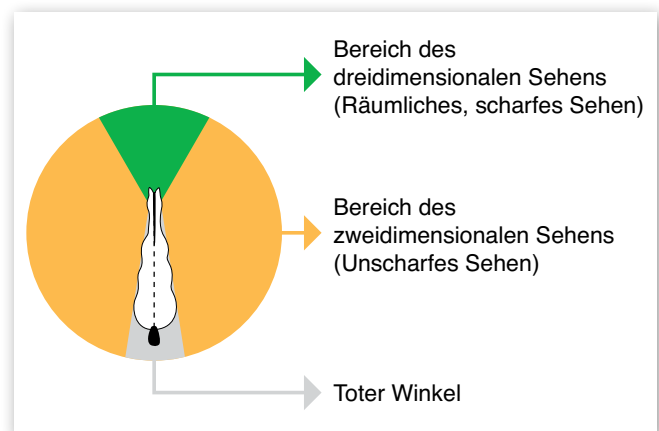 Bereich des
dreidimensionalen Sehens
(Räumliches, scharfes Sehen)
Bereich des
zweidimensionalen Sehens
(Unscharfes Sehen)
Toter Winkel